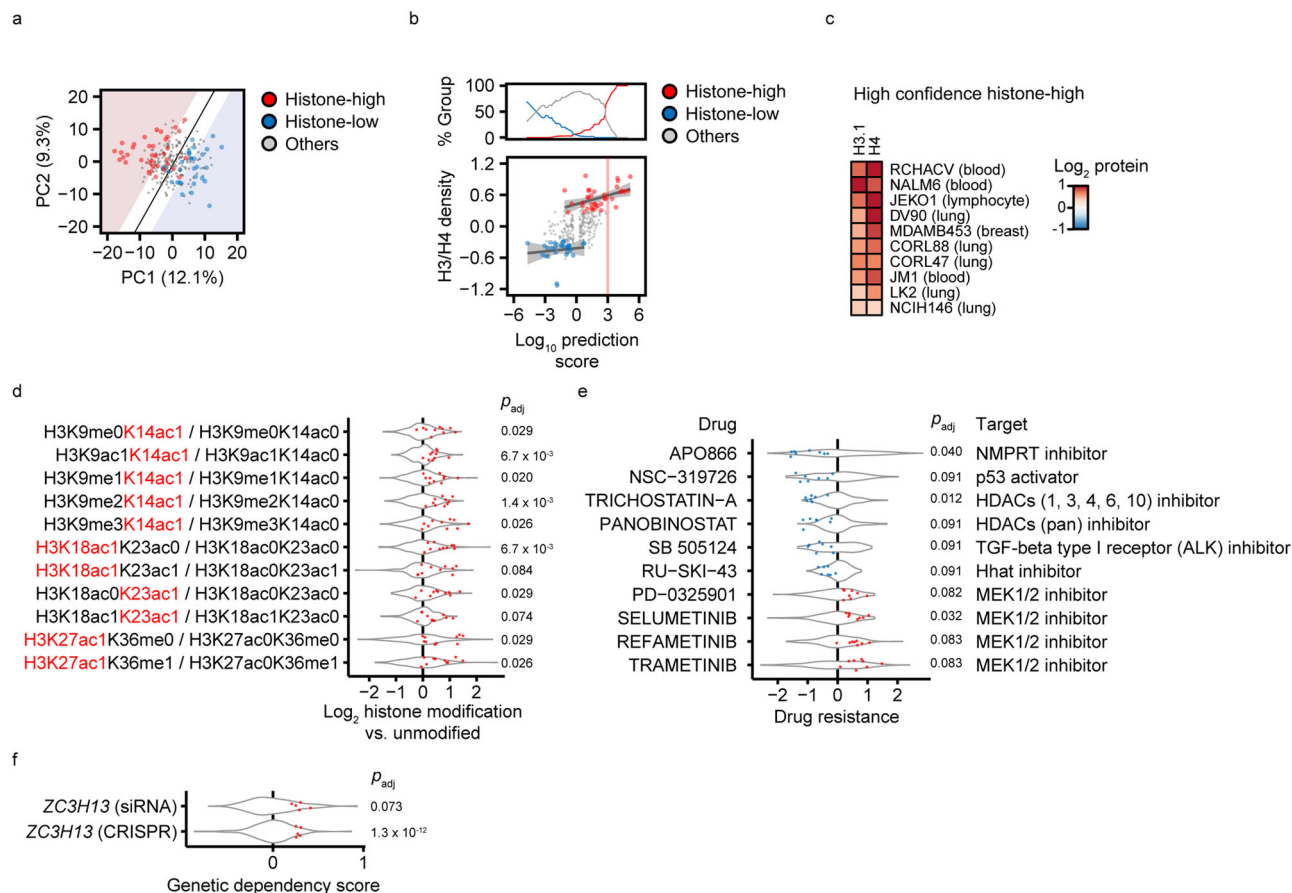 a
20
10
0
−10
−20
PC2 (9.3%)
−20 −10 0 10 20
PC1 (12.1%)
Histone-high
Histone-low
Others
b
100
50
0
% Group
Histone-high
Histone-low
Others
1.2
0.6
0
−0.6
−1.2
H3/H4 density
−6 −3 0 3 6
Log10 prediction
score
c
High confidence histone-high
H3.1
H4
RCHACV (blood)
NALM6 (blood)
JEKO1 (lymphocyte)
DV90 (lung)
MDAMB453 (breast)
CORL88 (lung)
CORL47 (lung)
JM1 (blood)
LK2 (lung)
NCIH146 (lung)
Log2 protein
1
0
-1
d
padj
H3K9me0K14ac1 / H3K9me0K14ac0 0.029
H3K9ac1K14ac1 / H3K9ac1K14ac0 6.7 x 10-3
H3K9me1K14ac1 / H3K9me1K14ac0 0.020
H3K9me2K14ac1 / H3K9me2K14ac0 1.4 x 10-3
H3K9me3K14ac1 / H3K9me3K14ac0 0.026
H3K18ac1K23ac0 / H3K18ac0K23ac0 6.7 x 10-3
H3K18ac1K23ac1 / H3K18ac0K23ac1 0.084
H3K18ac0K23ac1 / H3K18ac0K23ac0 0.029
H3K18ac1K23ac1 / H3K18ac1K23ac0 0.074
H3K27ac1K36me0 / H3K27ac0K36me0 0.029
H3K27ac1K36me1 / H3K27ac0K36me1 0.026
−2 −1 0 1 2
Log2 histone modification
vs. unmodified
e
Drug padj Target
APO866 0.040 NMPRT inhibitor
NSC-319726 0.091 p53 activator
TRICHOSTATIN-A 0.012 HDACs (1, 3, 4, 6, 10) inhibitor
PANOBINOSTAT 0.091 HDACs (pan) inhibitor
SB 505124 0.091 TGF-beta type I receptor (ALK) inhibitor
RU-SKI-43 0.091 Hhat inhibitor
PD-0325901 0.082 MEK1/2 inhibitor
SELUMETINIB 0.032 MEK1/2 inhibitor
REFAMETINIB 0.083 MEK1/2 inhibitor
TRAMETINIB 0.083 MEK1/2 inhibitor
−2 −1 0 1 2
Drug resistance
f
padj
ZC3H13 (siRNA) 0.073
ZC3H13 (CRISPR) 1.3 x 10-12
0 1
Genetic dependency score